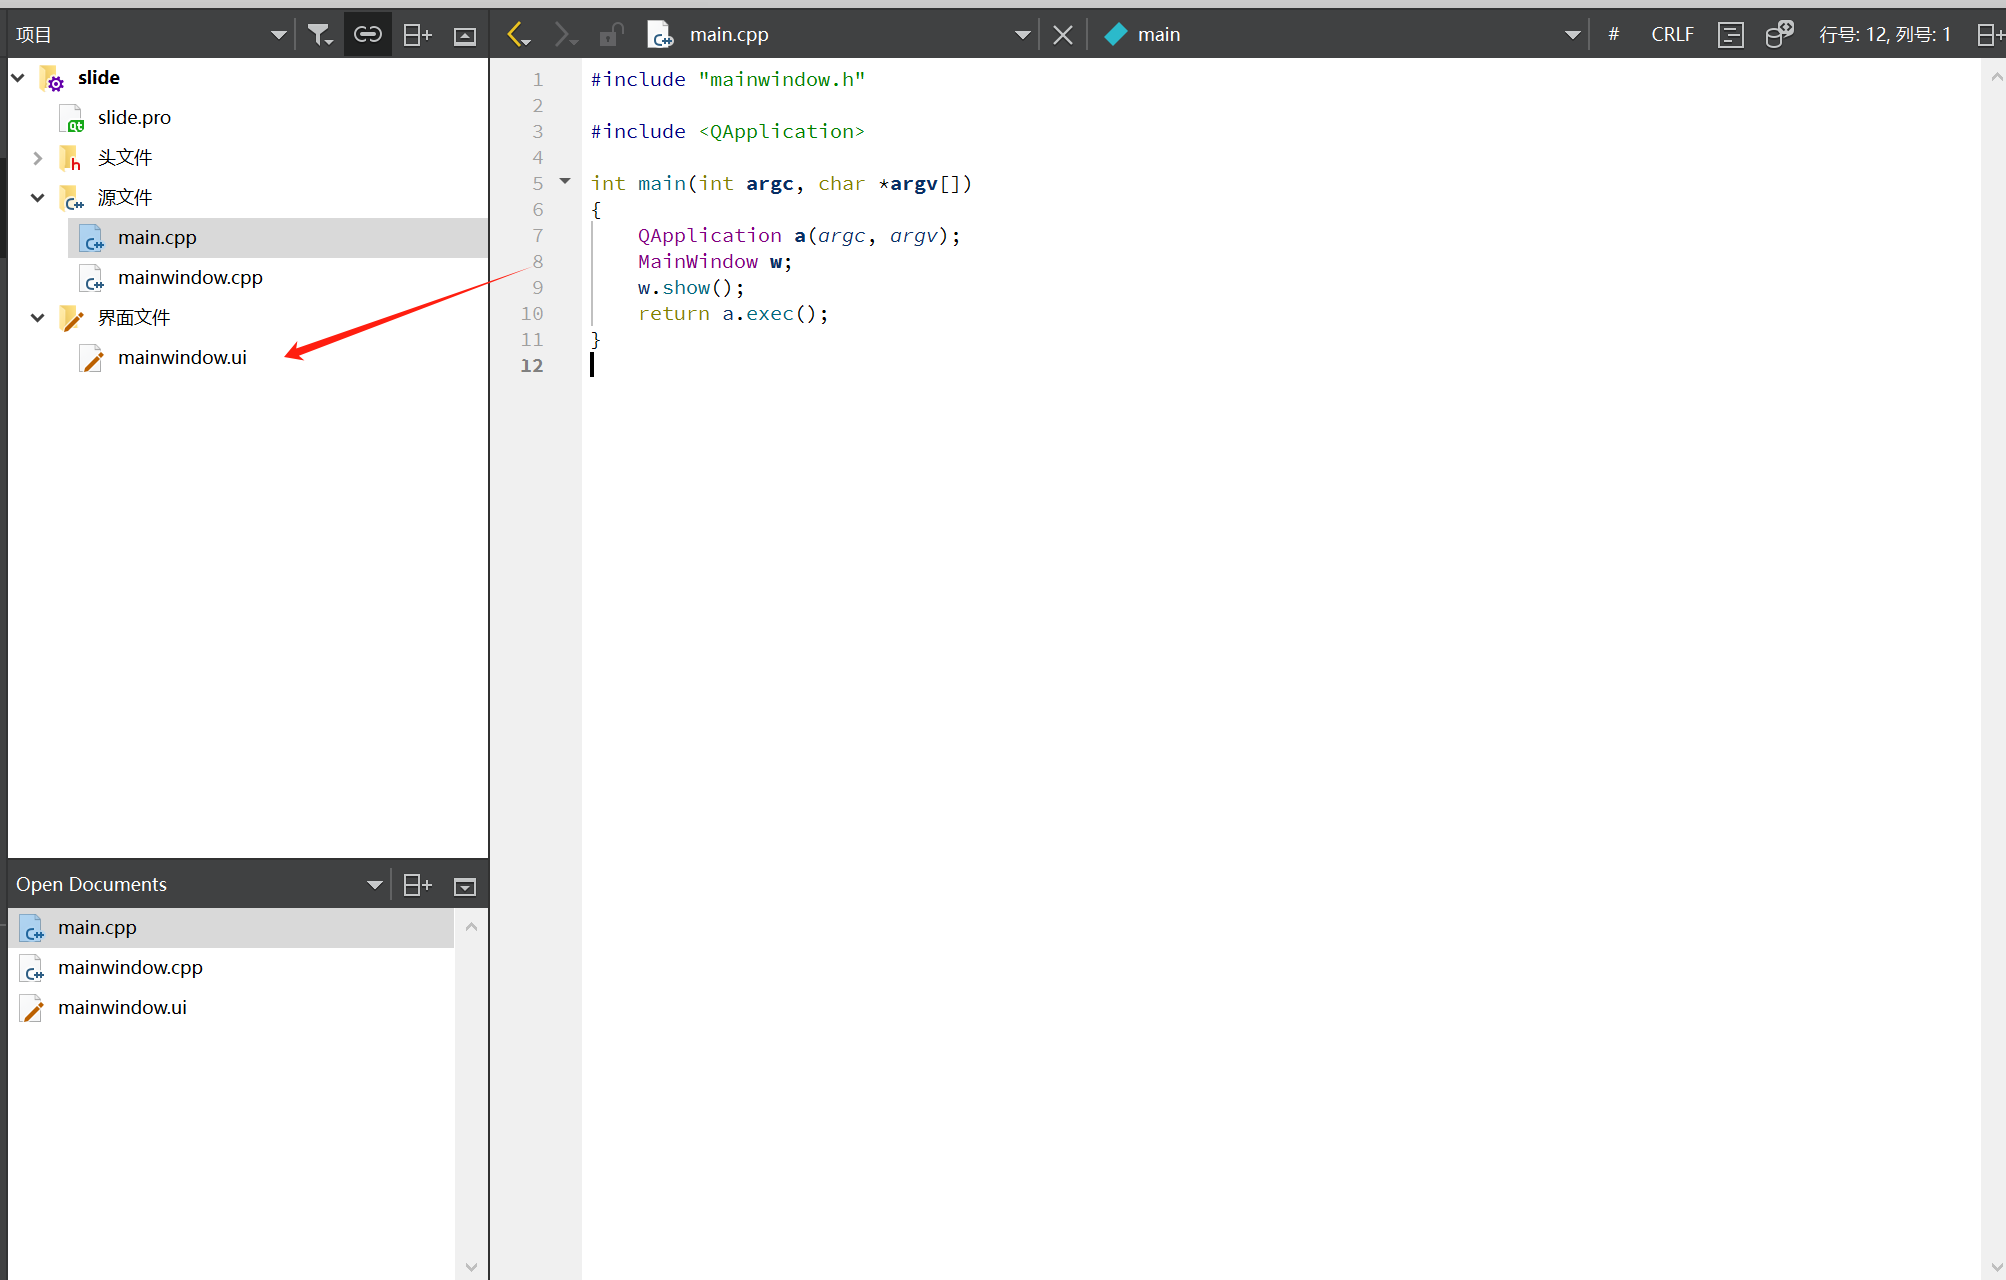 项目
main.cpp
main
#
CRLF
行号: 12, 列号: 1
slide
slide.pro
头文件
源文件
main.cpp
mainwindow.cpp
界面文件
mainwindow.ui
1 #include "mainwindow.h"
2
3 #include <QApplication>
4
5 int main(int argc, char *argv[])
6 {
7 QApplication a(argc, argv);
8 MainWindow w;
9 w.show();
10 return a.exec();
11 }
12
Open Documents
main.cpp
mainwindow.cpp
mainwindow.ui